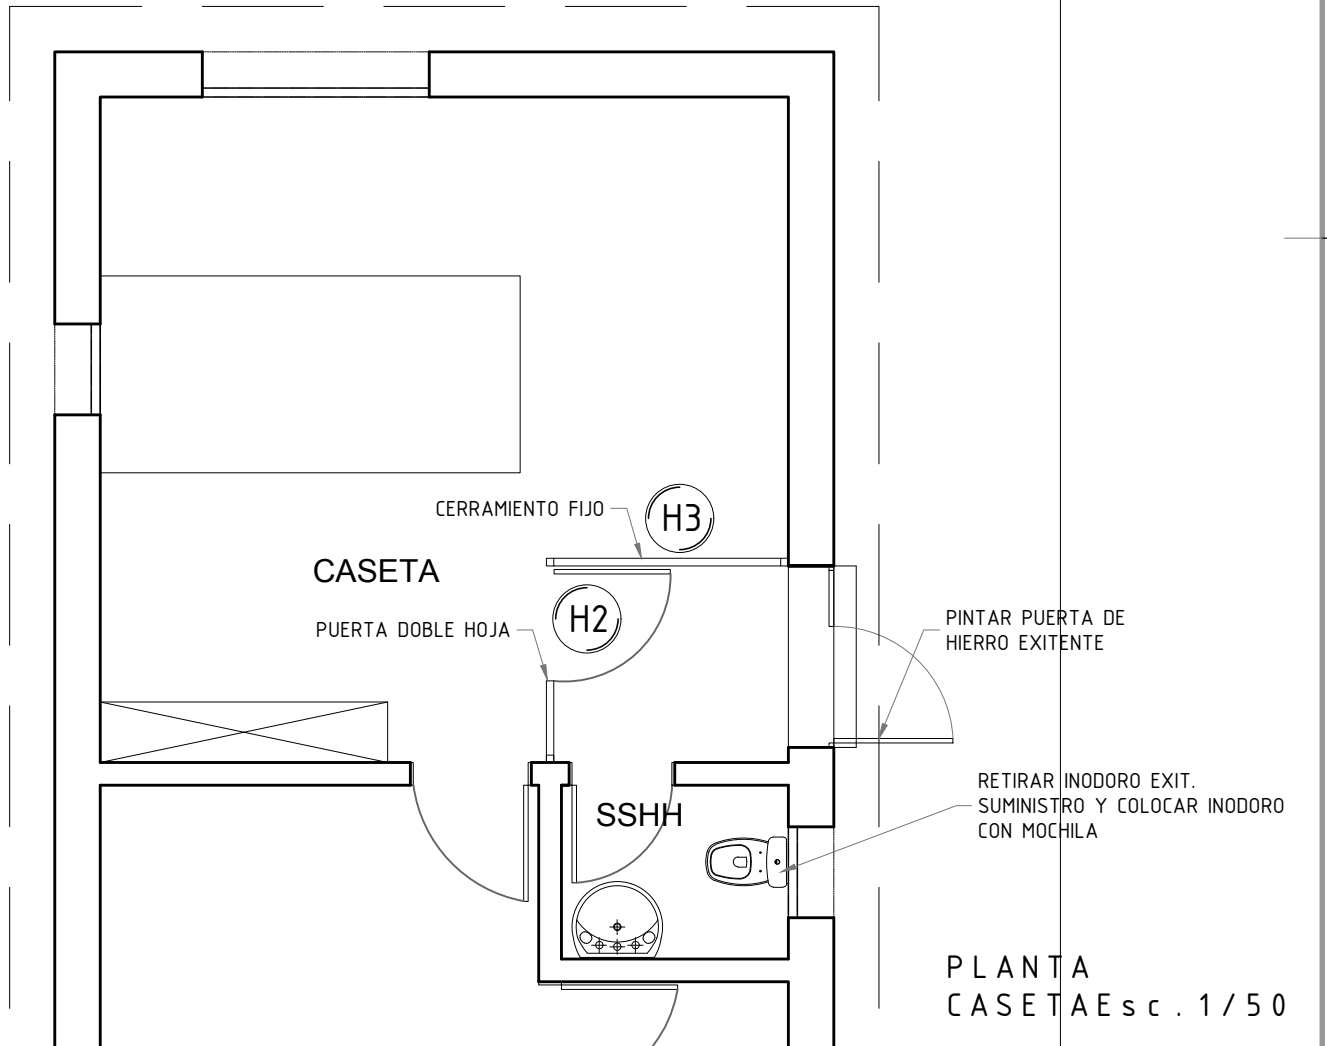 CERRAMIENTO FIJO
H3
CASETA
H2
PUERTA DOBLE HOJA
PINTAR PUERTA DE
HIERRO EXITENTE
RETIRAR INODORO EXIT.
SUMINISTRO Y COLOCAR INODORO
CON MOCHILA
SSHH
PLANTA
CASETAEsc.1/50